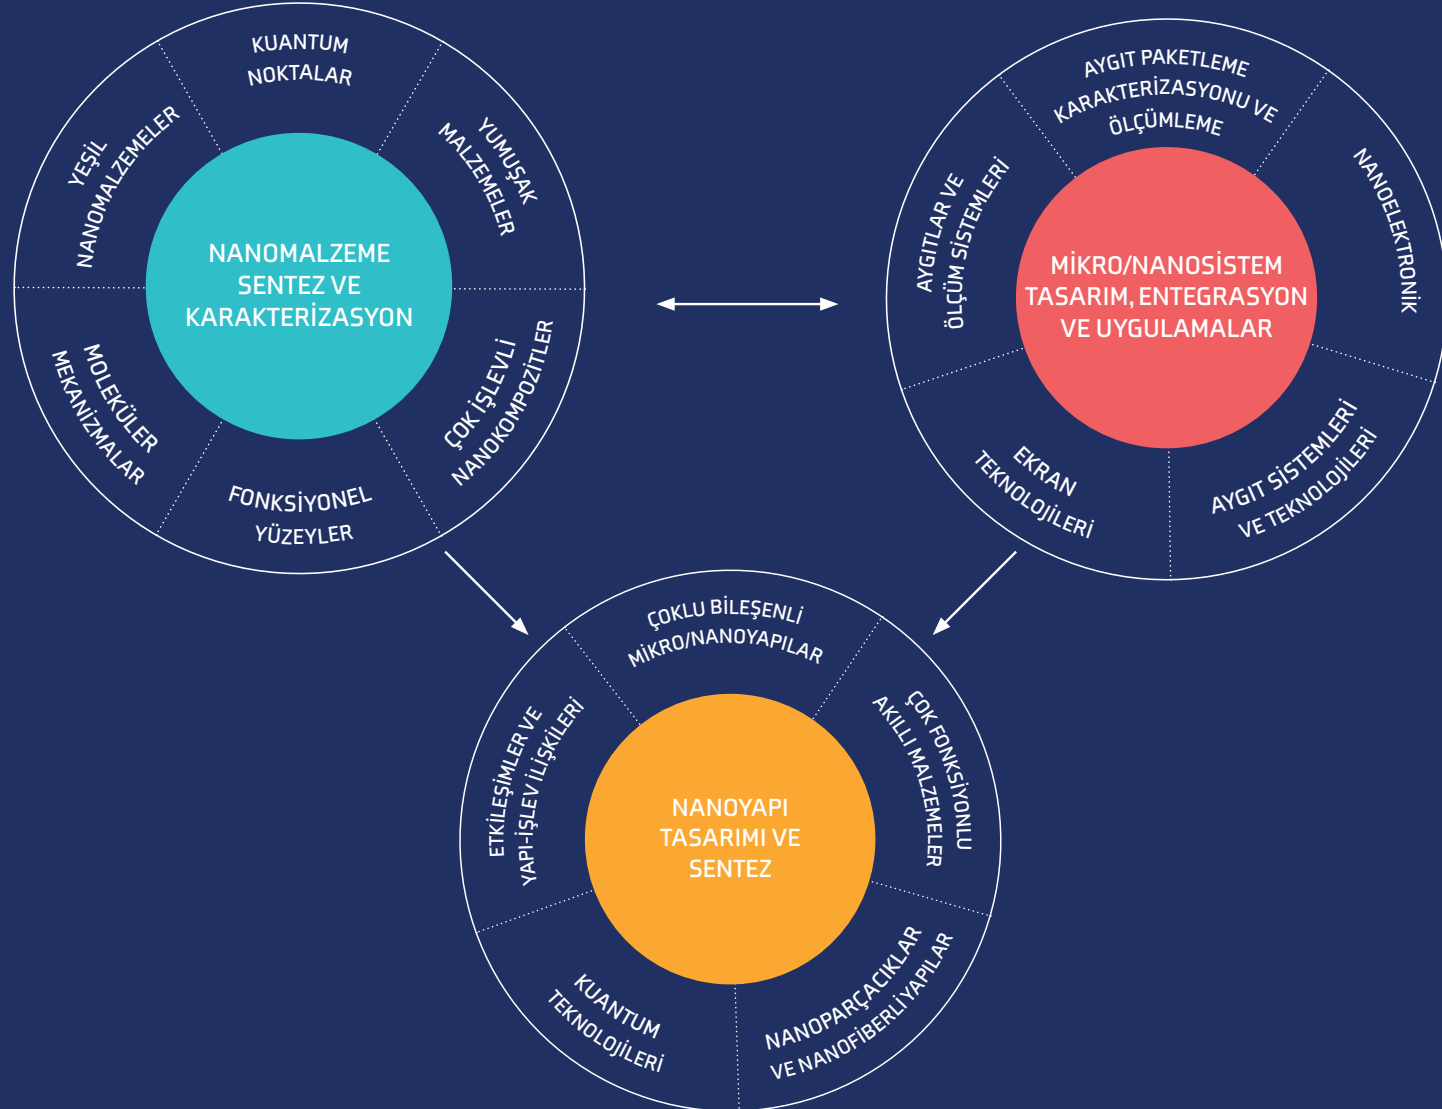 KUANTUM
NOKTALAR
YUMUŞAK
MALZEMELER
ÇOK İŞLEVLİ
NANOKOMPOZİTLER
FONKSİYONEL
YÜZEYLER
MOLEKÜLER
MEKANİZMALAR
YEŞİL
NANOMALZEMELER
NANOMALZEME
SENTEZ VE
KARAKTERİZASYON
AYGIT PAKETLEME
KARAKTERİZASYONU VE
ÖLÇÜMLEME
NANOELEKTRONİK
AYGIT SİSTEMLERİ
VE TEKNOLOJİLERİ
EKRAN
TEKNOLOJİLERİ
AYGITLAR VE
ÖLÇÜM SİSTEMLERİ
MİKRO/NANOSİSTEM
TASARIM, ENTEGRASYON
VE UYGULAMALAR
ÇOKLU BİLEŞENLİ
MİKRO/NANOYAPILAR
ÇOK FONKSİYONLU
AKILLI MALZEMELER
NANOPARÇACIKLAR
VE NANOFİBERLİ YAPILAR
KUANTUM
TEKNOLOJİLERİ
ETKİLEŞİMLER VE
YAPI-İŞLEV İLİŞKİLERİ
NANOYAPI
TASARIMI VE
SENTEZ